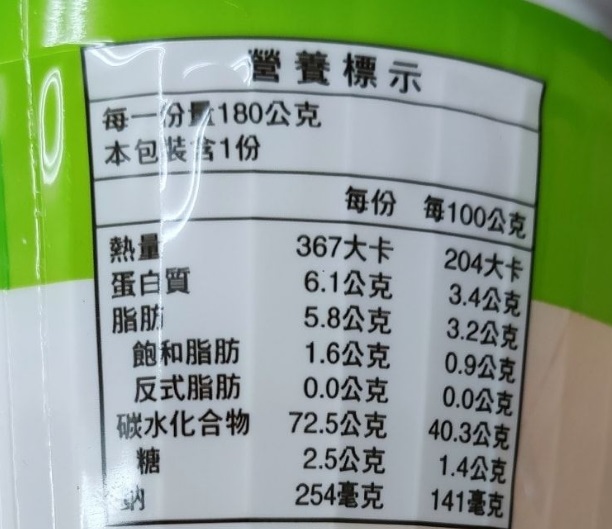 營養標示
每一份量180公克
本包裝含1份
每份 每100公克
熱量 367大卡 204大卡
蛋白質 6.1公克 3.4公克
脂肪 5.8公克 3.2公克
飽和脂肪 1.6公克 0.9公克
反式脂肪 0.0公克 0.0公克
碳水化合物 72.5公克 40.3公克
糖 2.5公克 1.4公克
鈉 254毫克 141毫克